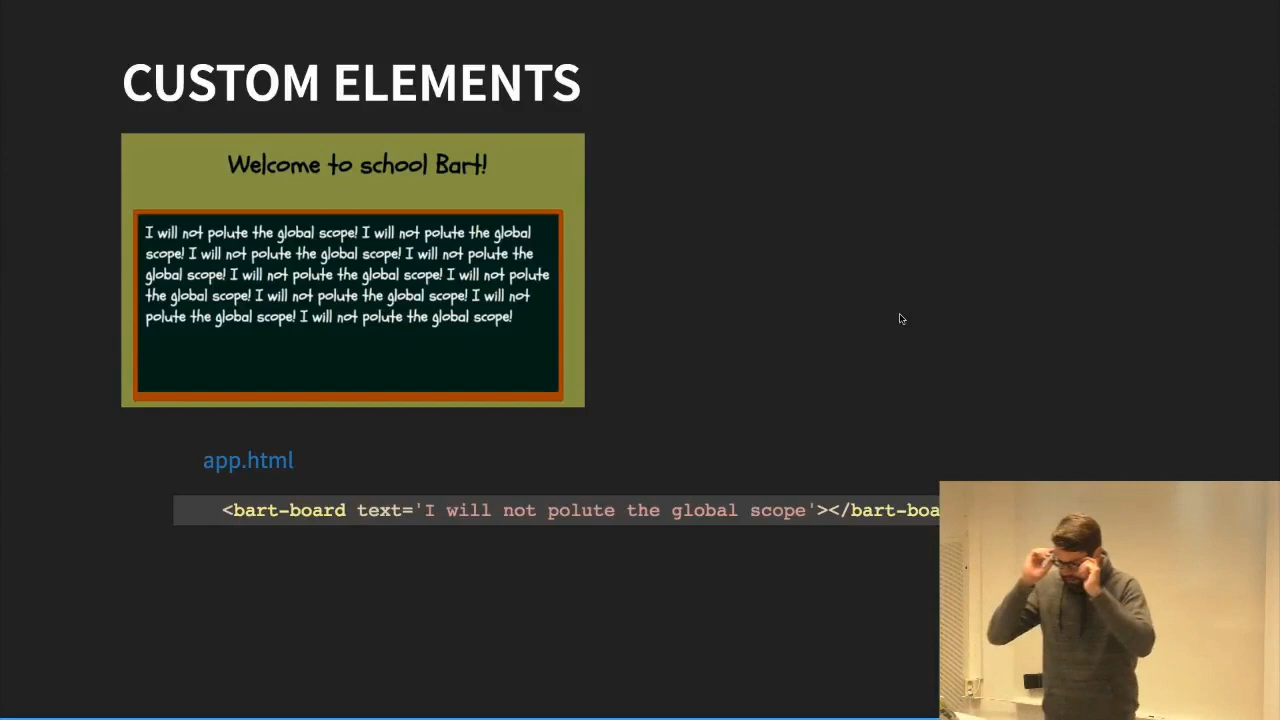 CUSTOM ELEMENTS
Welcome to school Bart!
I will not polute the global scope! I will not polute the global
scope! I will not polute the global scope! I will not polute the
global scope! I will not polute the global scope! I will not polute
the global scope! I will not polute the global scope! I will not
polute the global scope! I will not polute the global scope!
app.html
<bart-board text='I will not polute the global scope'></bart-boa